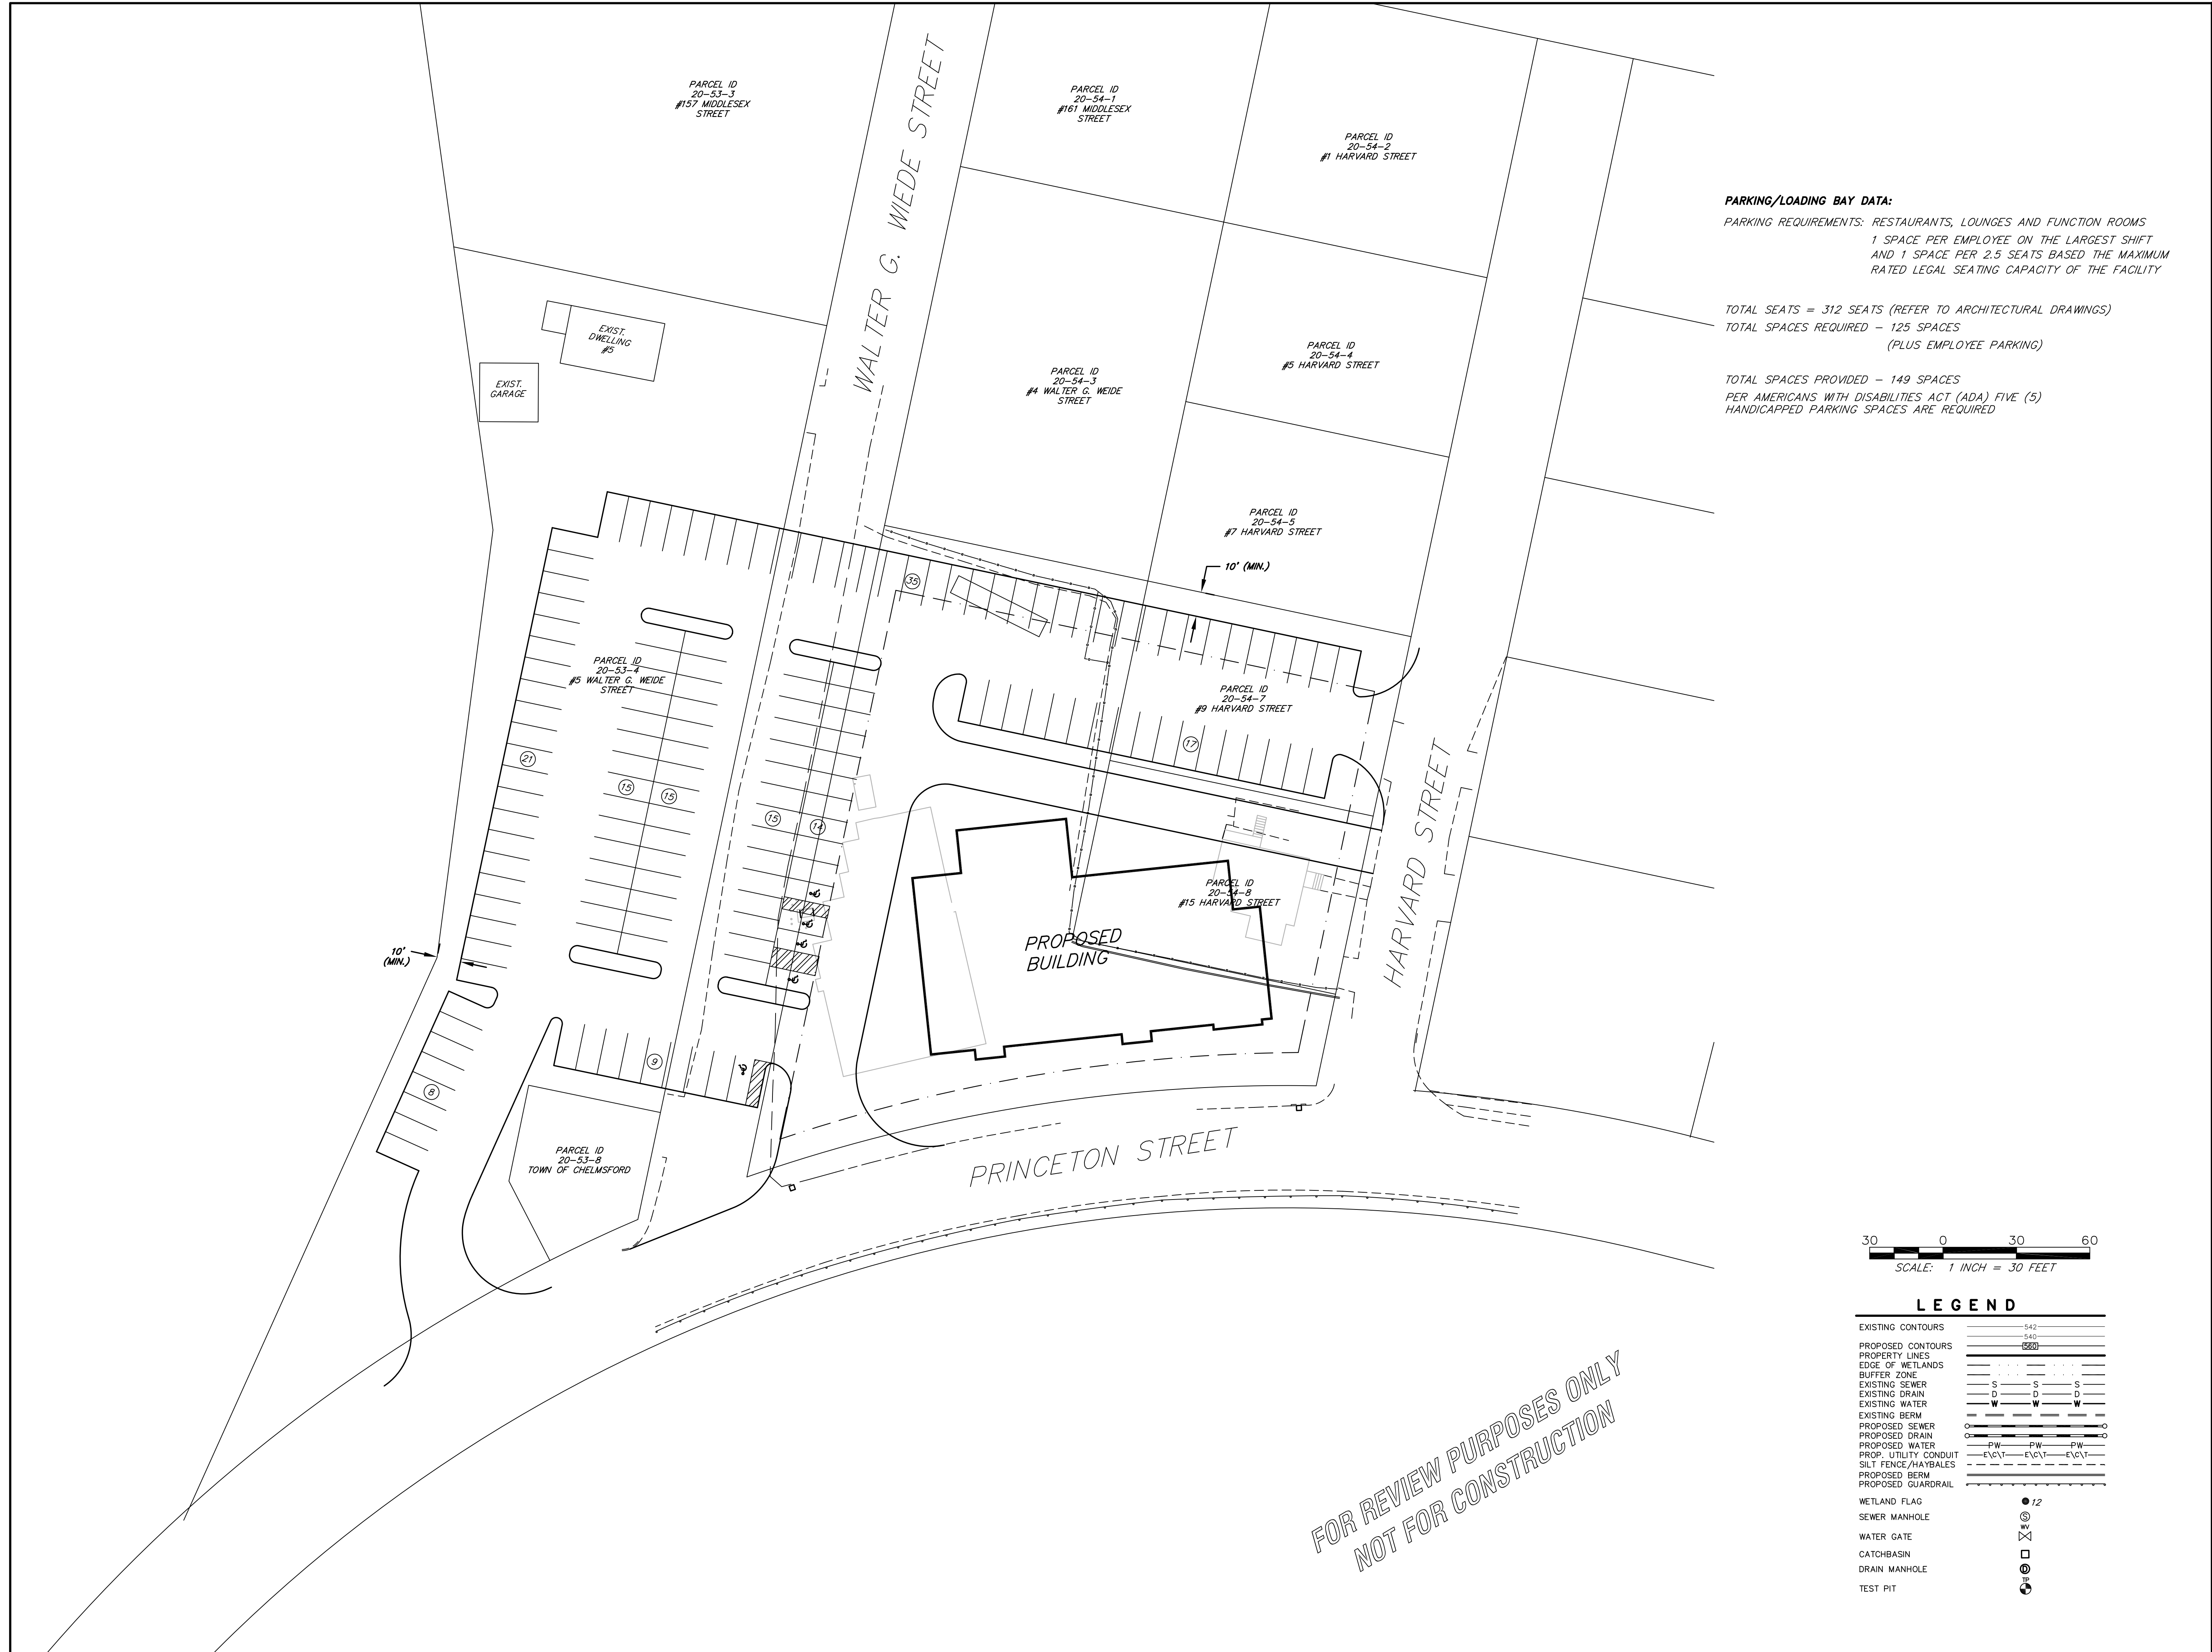 PARCEL ID
20-53-3
#157 MIDDLESEX
STREET
WALTER G. WIEDE STREET
PARCEL ID
20-54-1
#161 MIDDLESEX
STREET
PARCEL ID
20-54-2
#1 HARVARD STREET
PARKING/LOADING BAY DATA:
PARKING REQUIREMENTS: RESTAURANTS, LOUNGES AND FUNCTION ROOMS
1 SPACE PER EMPLOYEE ON THE LARGEST SHIFT
AND 1 SPACE PER 2.5 SEATS BASED THE MAXIMUM
RATED LEGAL SEATING CAPACITY OF THE FACILITY
TOTAL SEATS = 312 SEATS (REFER TO ARCHITECTURAL DRAWINGS)
TOTAL SPACES REQUIRED - 125 SPACES
(PLUS EMPLOYEE PARKING)
TOTAL SPACES PROVIDED - 149 SPACES
PER AMERICANS WITH DISABILITIES ACT (ADA) FIVE (5)
HANDICAPPED PARKING SPACES ARE REQUIRED
EXIST.
DWELLING
#5
EXIST.
GARAGE
PARCEL ID
20-54-3
#4 WALTER G. WEIDE
STREET
PARCEL ID
20-54-4
#5 HARVARD STREET
PARCEL ID
20-54-5
#7 HARVARD STREET
10' (MIN.)
35
PARCEL ID
20-53-4
#5 WALTER G. WEIDE
STREET
PARCEL ID
20-54-7
#9 HARVARD STREET
17
21
15
15
15
14
HARVARD STREET
PARCEL ID
20-54-8
#15 HARVARD STREET
PROPOSED
BUILDING
10'
(MIN.)
9
8
PARCEL ID
20-53-8
TOWN OF CHELMSFORD
PRINCETON STREET
30 0 30 60
SCALE: 1 INCH = 30 FEET
LEGEND
EXISTING CONTOURS 542
540
PROPOSED CONTOURS 560
PROPERTY LINES
EDGE OF WETLANDS
BUFFER ZONE
EXISTING SEWER S S S
EXISTING DRAIN D D D
EXISTING WATER W W W
EXISTING BERM
PROPOSED SEWER
PROPOSED DRAIN
PROPOSED WATER PW PW PW
PROP. UTILITY CONDUIT E\C\T E\C\T E\C\T
SILT FENCE/HAYBALES
PROPOSED BERM
PROPOSED GUARDRAIL
WETLAND FLAG 12
SEWER MANHOLE S
WV
WATER GATE
CATCHBASIN
DRAIN MANHOLE D
TP
TEST PIT
FOR REVIEW PURPOSES ONLY
NOT FOR CONSTRUCTION